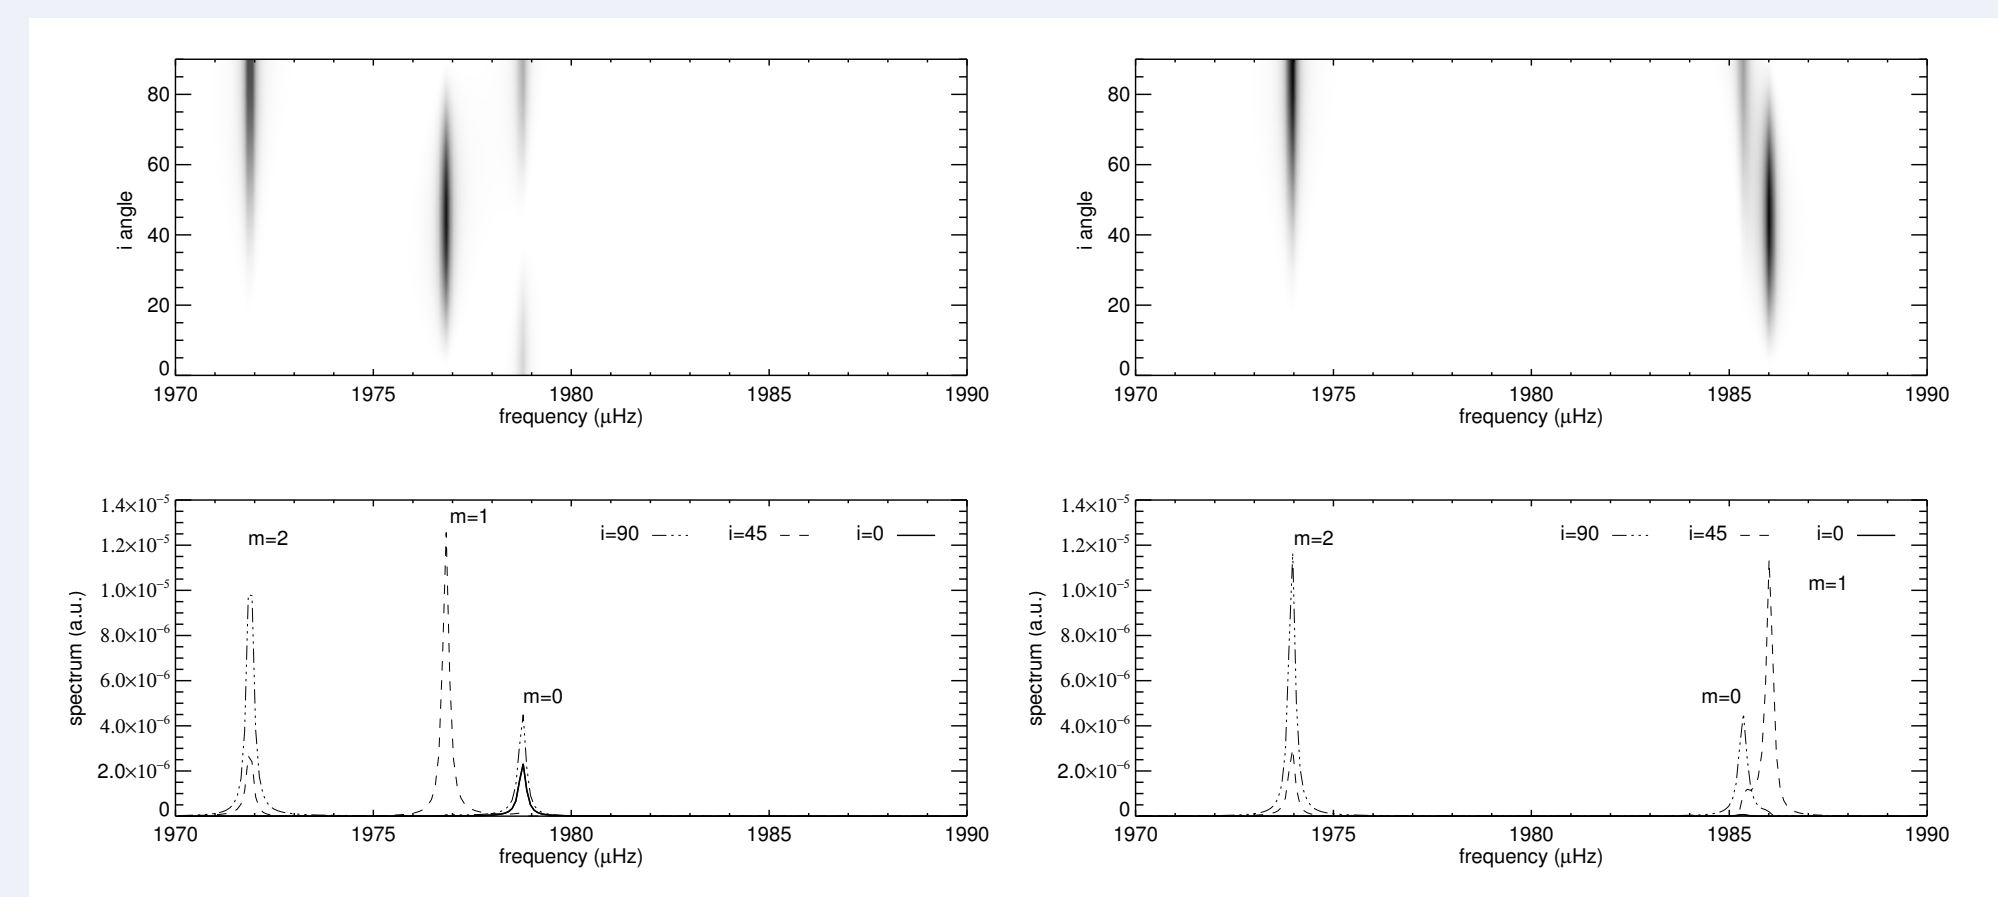 80
60
40
20
0
i angle
1970 1975 1980 1985 1990
frequency (μHz)
80
60
40
20
0
i angle
1970 1975 1980 1985 1990
frequency (μHz)
1.4×10⁻⁵
1.2×10⁻⁵
1.0×10⁻⁵
8.0×10⁻⁶
6.0×10⁻⁶
4.0×10⁻⁶
2.0×10⁻⁶
0
spectrum (a.u.)
m=2
m=1
m=0
i=90 i=45 i=0
1970 1975 1980 1985 1990
frequency (μHz)
1.4×10⁻⁵
1.2×10⁻⁵
1.0×10⁻⁵
8.0×10⁻⁶
6.0×10⁻⁶
4.0×10⁻⁶
2.0×10⁻⁶
0
spectrum (a.u.)
m=2
i=90 i=45 i=0
m=1
m=0
1970 1975 1980 1985 1990
frequency (μHz)